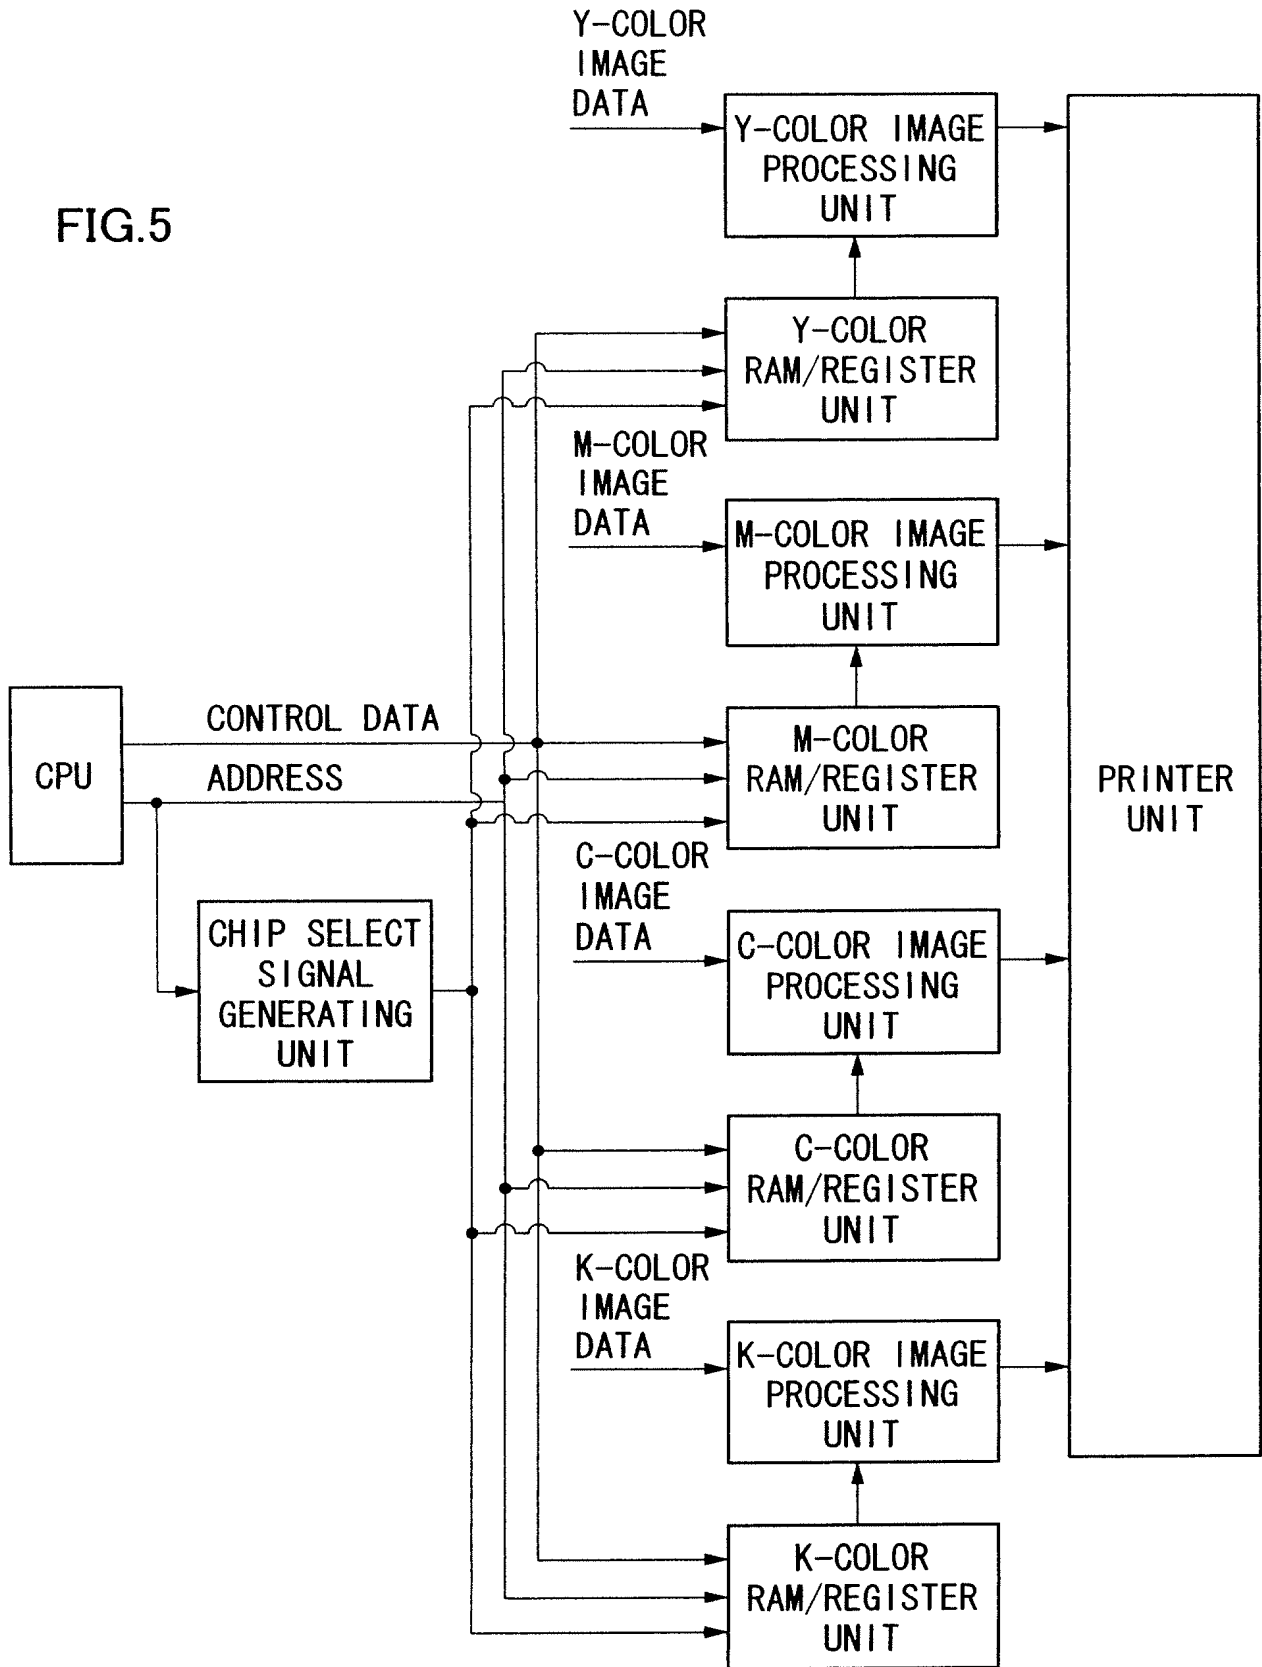 Y-COLOR
IMAGE
DATA
Y-COLOR IMAGE
PROCESSING
UNIT
FIG.5
Y-COLOR
RAM/REGISTER
UNIT
M-COLOR
IMAGE
DATA
M-COLOR IMAGE
PROCESSING
UNIT
CPU
CONTROL DATA
ADDRESS
M-COLOR
RAM/REGISTER
UNIT
PRINTER
UNIT
CHIP SELECT
SIGNAL
GENERATING
UNIT
C-COLOR
IMAGE
DATA
C-COLOR IMAGE
PROCESSING
UNIT
C-COLOR
RAM/REGISTER
UNIT
K-COLOR
IMAGE
DATA
K-COLOR IMAGE
PROCESSING
UNIT
K-COLOR
RAM/REGISTER
UNIT